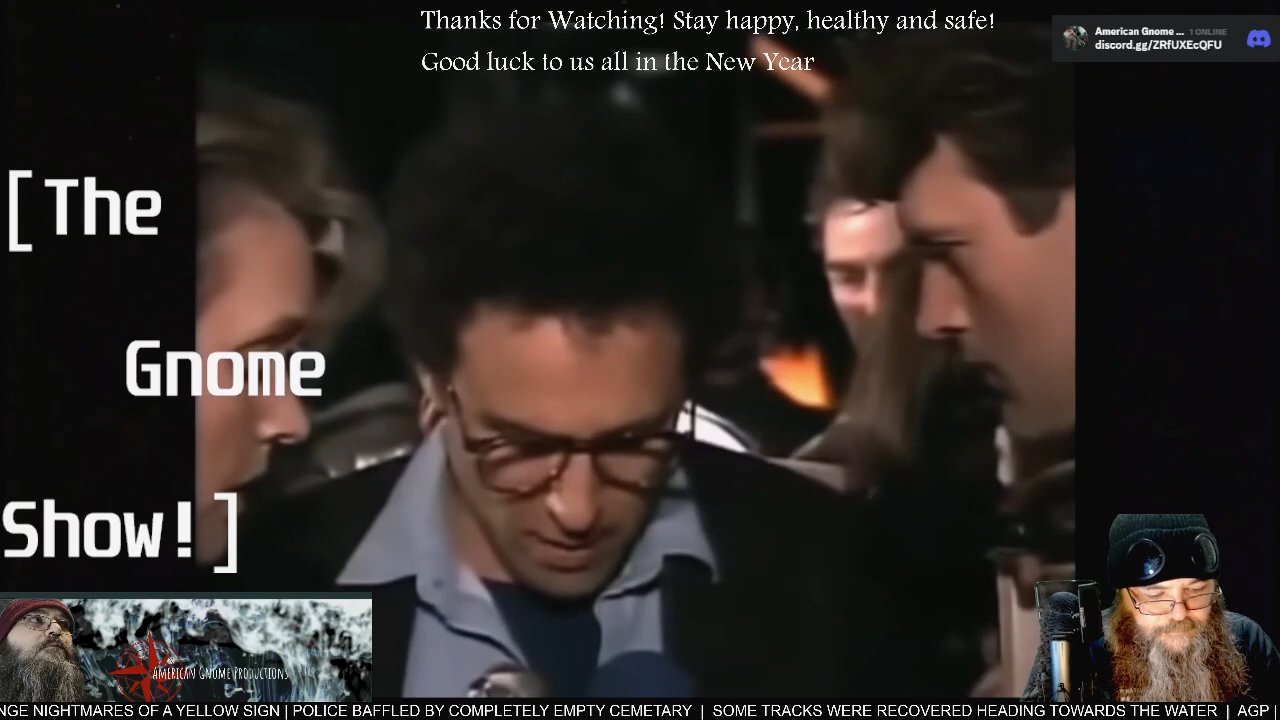 Thanks for Watching! Stay happy, healthy and safe!
Good luck to us all in the New Year
American Gnome ... 1 ONLINE
discord.gg/ZRfUXEcQFU
[The
Gnome
Show!]
AMERICAN GNOME PRODUCTIONS
NGE NIGHTMARES OF A YELLOW SIGN | POLICE BAFFLED BY COMPLETELY EMPTY CEMETARY | SOME TRACKS WERE RECOVERED HEADING TOWARDS THE WATER | AGP |